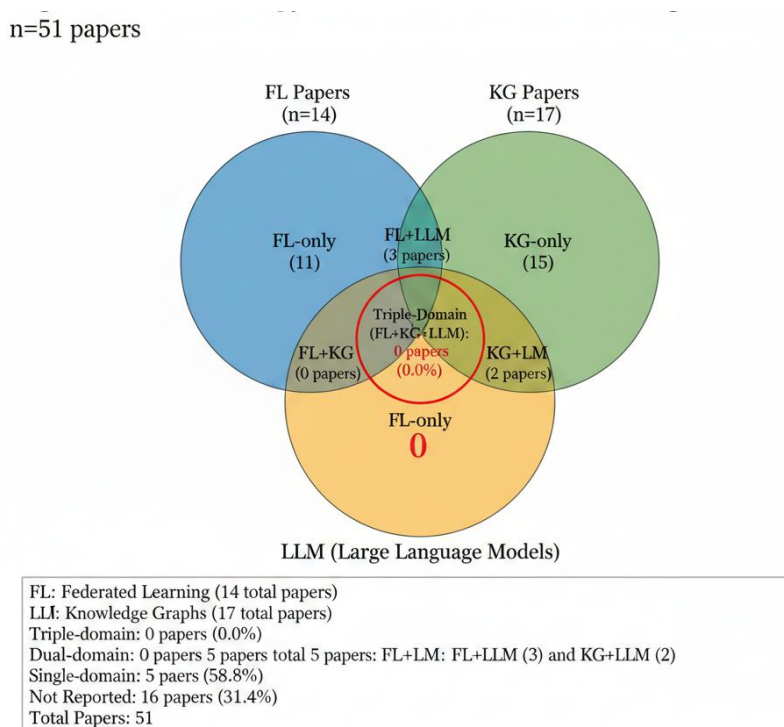 n=51 papers
FL Papers
(n=14)
KG Papers
(n=17)
FL-only
(11)
FL+LLM
(3 papers)
KG-only
(15)
Triple-Domain
(FL+KG+LLM):
0 papers
(0.0%)
FL+KG
(0 papers)
KG+LM
(2 papers)
FL-only
0
LLM (Large Language Models)
FL: Federated Learning (14 total papers)
LLI: Knowledge Graphs (17 total papers)
Triple-domain: 0 papers (0.0%)
Dual-domain: 0 papers 5 papers total 5 papers: FL+LM: FL+LLM (3) and KG+LLM (2)
Single-domain: 5 paers (58.8%)
Not Reported: 16 papers (31.4%)
Total Papers: 51